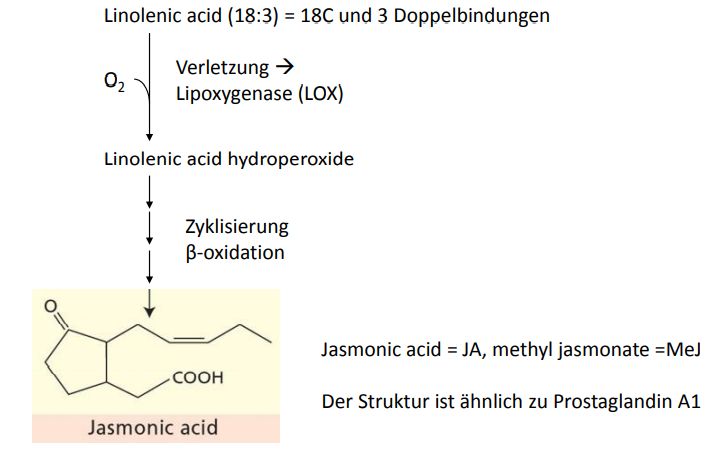 Linolenic acid (18:3) = 18C und 3 Doppelbindungen
O₂
Verletzung →
Lipoxygenase (LOX)
Linolenic acid hydroperoxide
Zyklisierung
β-oxidation
O
COOH
Jasmonic acid
Jasmonic acid = JA, methyl jasmonate =MeJ
Der Struktur ist ähnlich zu Prostaglandin A1